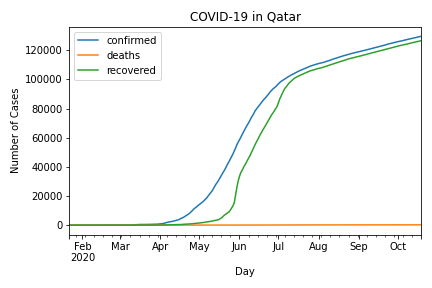 COVID-19 in Qatar
confirmed
deaths
recovered
Number of Cases
120000
100000
80000
60000
40000
20000
0
Feb Mar Apr May Jun Jul Aug Sep Oct
2020
Day